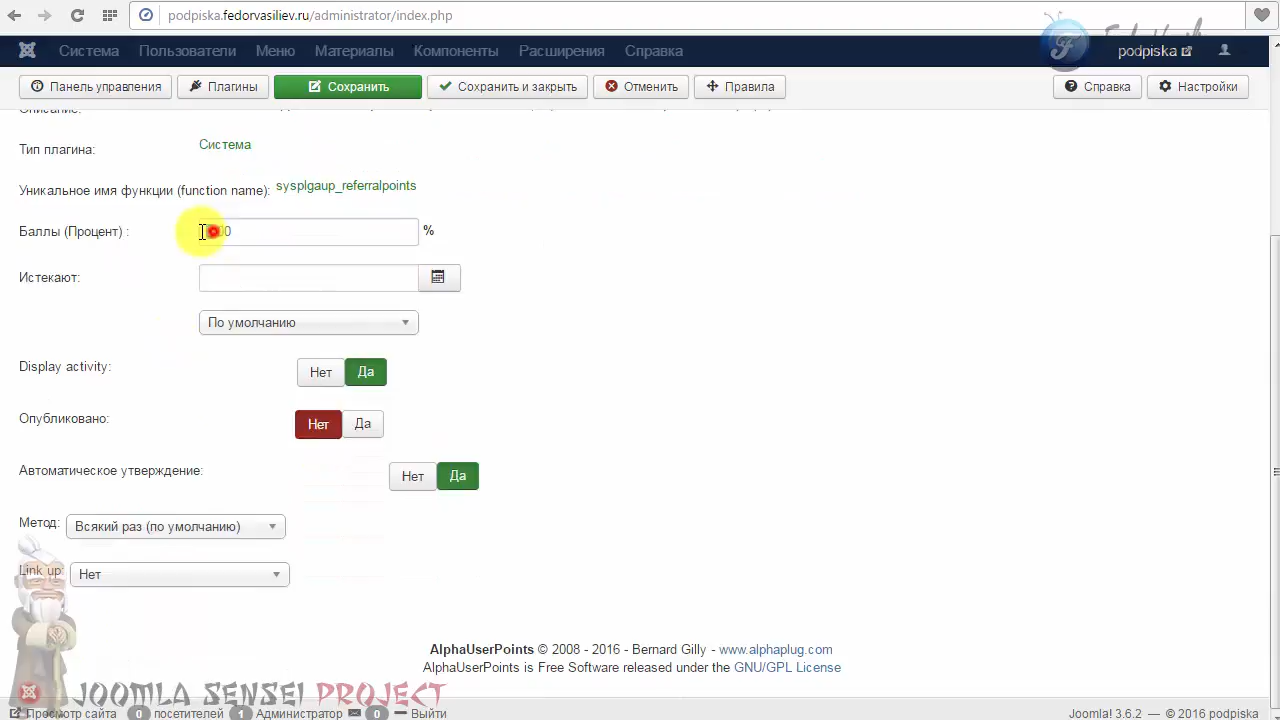 podpiska.fedorvasiliev.ru/administrator/index.php
Система Пользователи Меню Материалы Компоненты Расширения Справка podpiska
Панель управления Плагины Сохранить Сохранить и закрыть Отменить Правила Справка Настройки
Описание:
Тип плагина: Система
Уникальное имя функции (function name): sysplgaup_referralpoints
Баллы (Процент) : %
Истекают:
По умолчанию
Display activity: Нет Да
Опубликовано: Нет Да
Автоматическое утверждение: Нет Да
Метод: Всякий раз (по умолчанию)
Link up: Нет
AlphaUserPoints © 2008 - 2016 - Bernard Gilly - www.alphaplug.com
AlphaUserPoints is Free Software released under the GNU/GPL License
JOOMLA SENSEI PROJECT
Просмотр сайта 0 посетителей 1 Администратор 0 Выйти Joomla! 3.6.2 — © 2016 podpiska